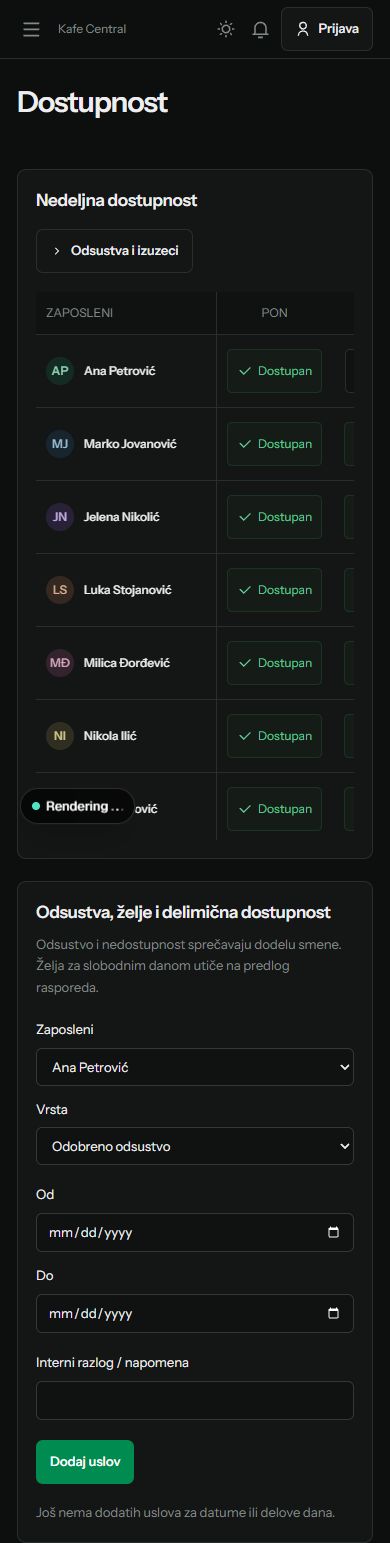 Kafe Central
Prijava
Dostupnost
Nedeljna dostupnost
Odsustva i izuzeci
ZAPOSLENI PON
AP Ana Petrović Dostupan
MJ Marko Jovanović Dostupan
JN Jelena Nikolić Dostupan
LS Luka Stojanović Dostupan
MĐ Milica Đorđević Dostupan
NI Nikola Ilić Dostupan
Rendering ... ović Dostupan
Odsustva, želje i delimična dostupnost
Odsustvo i nedostupnost sprečavaju dodelu smene.
Želja za slobodnim danom utiče na predlog
rasporeda.
Zaposleni
Ana Petrović
Vrsta
Odobreno odsustvo
Od
mm/dd/yyyy
Do
mm/dd/yyyy
Interni razlog / napomena
Dodaj uslov
Još nema dodatih uslova za datume ili delove dana.